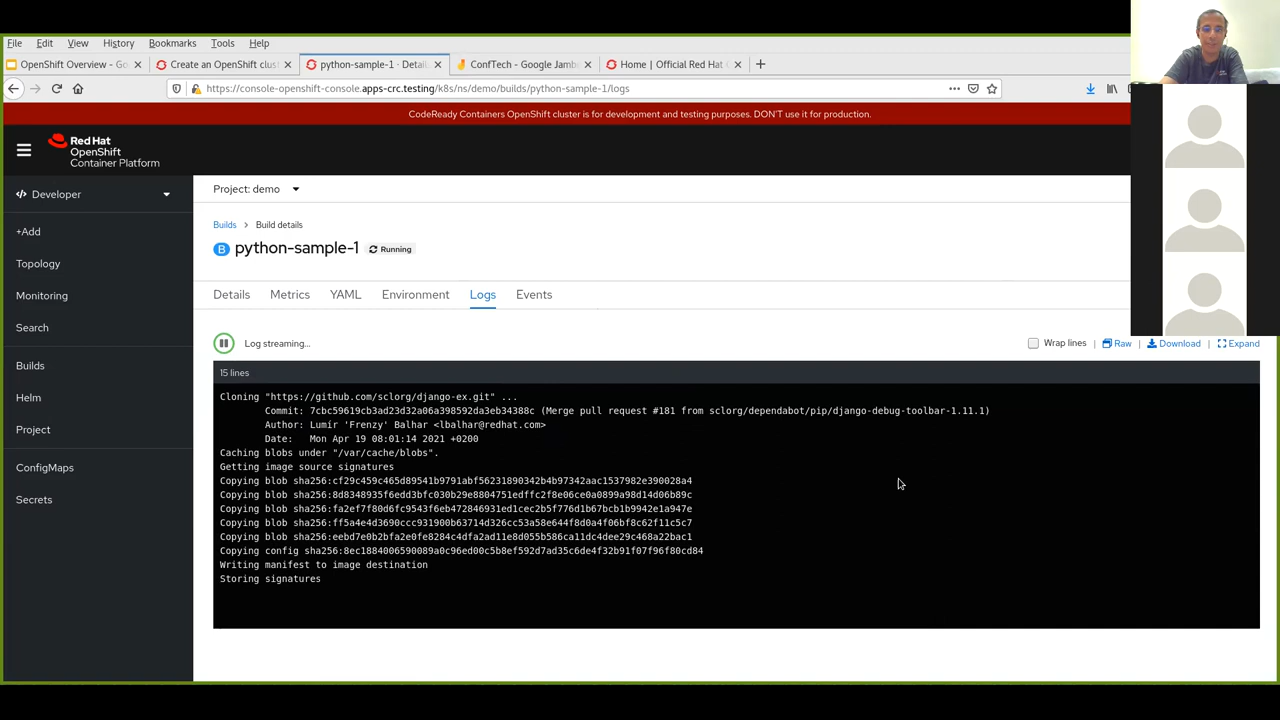 File Edit View History Bookmarks Tools Help
OpenShift Overview - Go
Create an OpenShift clust
python-sample-1 · Detail
ConfTech - Google Jamb
Home | Official Red Hat
https://console-openshift-console.apps-crc.testing/k8s/ns/demo/builds/python-sample-1/logs
CodeReady Containers OpenShift cluster is for development and testing purposes. DON'T use it for production.
Red Hat
OpenShift
Container Platform
Developer
+Add
Topology
Monitoring
Search
Builds
Helm
Project
ConfigMaps
Secrets
Project: demo
Builds > Build details
B python-sample-1 Running
Details Metrics YAML Environment Logs Events
Log streaming...
Wrap lines | Raw | Download | Expand
15 lines
Cloning "https://github.com/sclorg/django-ex.git" ...
Commit: 7cbc59619cb3ad23d32a06a398592da3eb34388c (Merge pull request #181 from sclorg/dependabot/pip/django-debug-toolbar-1.11.1)
Author: Lumír 'Frenzy' Balhar <lbalhar@redhat.com>
Date: Mon Apr 19 08:01:14 2021 +0200
Caching blobs under "/var/cache/blobs".
Getting image source signatures
Copying blob sha256:cf29c459c465d89541b9791abf56231890342b4b97342aac1537982e390028a4
Copying blob sha256:8d8348935f6edd3bfc030b29e8804751edffc2f8e06ce0a0899a98d14d06b89c
Copying blob sha256:fa2ef7f80d6fc9543f6eb472846931ed1cec2b5f776d1b67bcb1b9942e1a947e
Copying blob sha256:ff5a4e4d3690ccc931900b63714d326cc53a58e644f8d0a4f06bf8c62f11c5c7
Copying blob sha256:eebd7e0b2bfa2e0fe8284c4dfa2ad11e8d055b586ca11dc4dee29c468a22bac1
Copying config sha256:8ec1884006590089a0c96ed00c5b8ef592d7ad35c6de4f32b91f07f96f80cd84
Writing manifest to image destination
Storing signatures